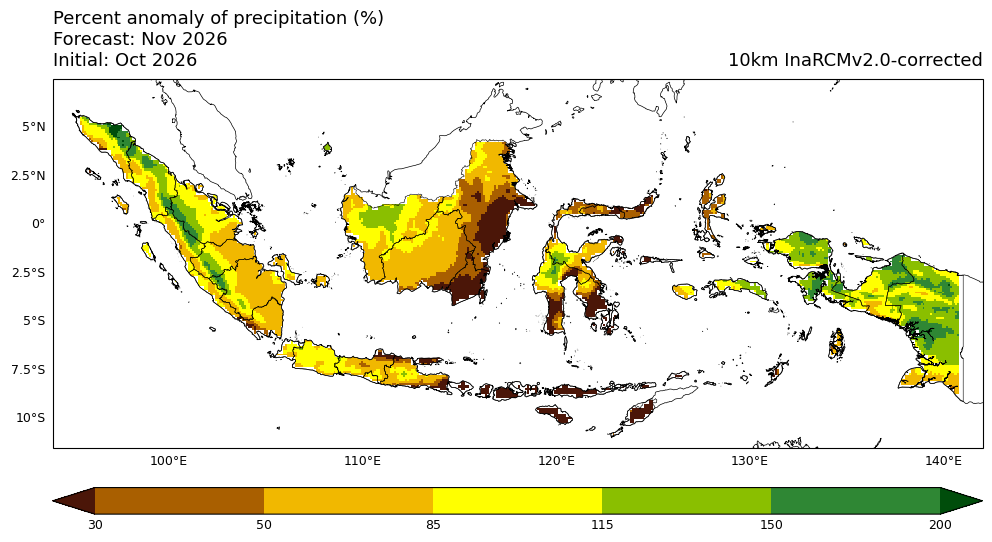 Percent anomaly of precipitation (%)
Forecast: Nov 2026
Initial: Oct 2026
10km InaRCMv2.0-corrected
5°N
2.5°N
0°
2.5°S
5°S
7.5°S
10°S
100°E 110°E 120°E 130°E 140°E
30 50 85 115 150 200